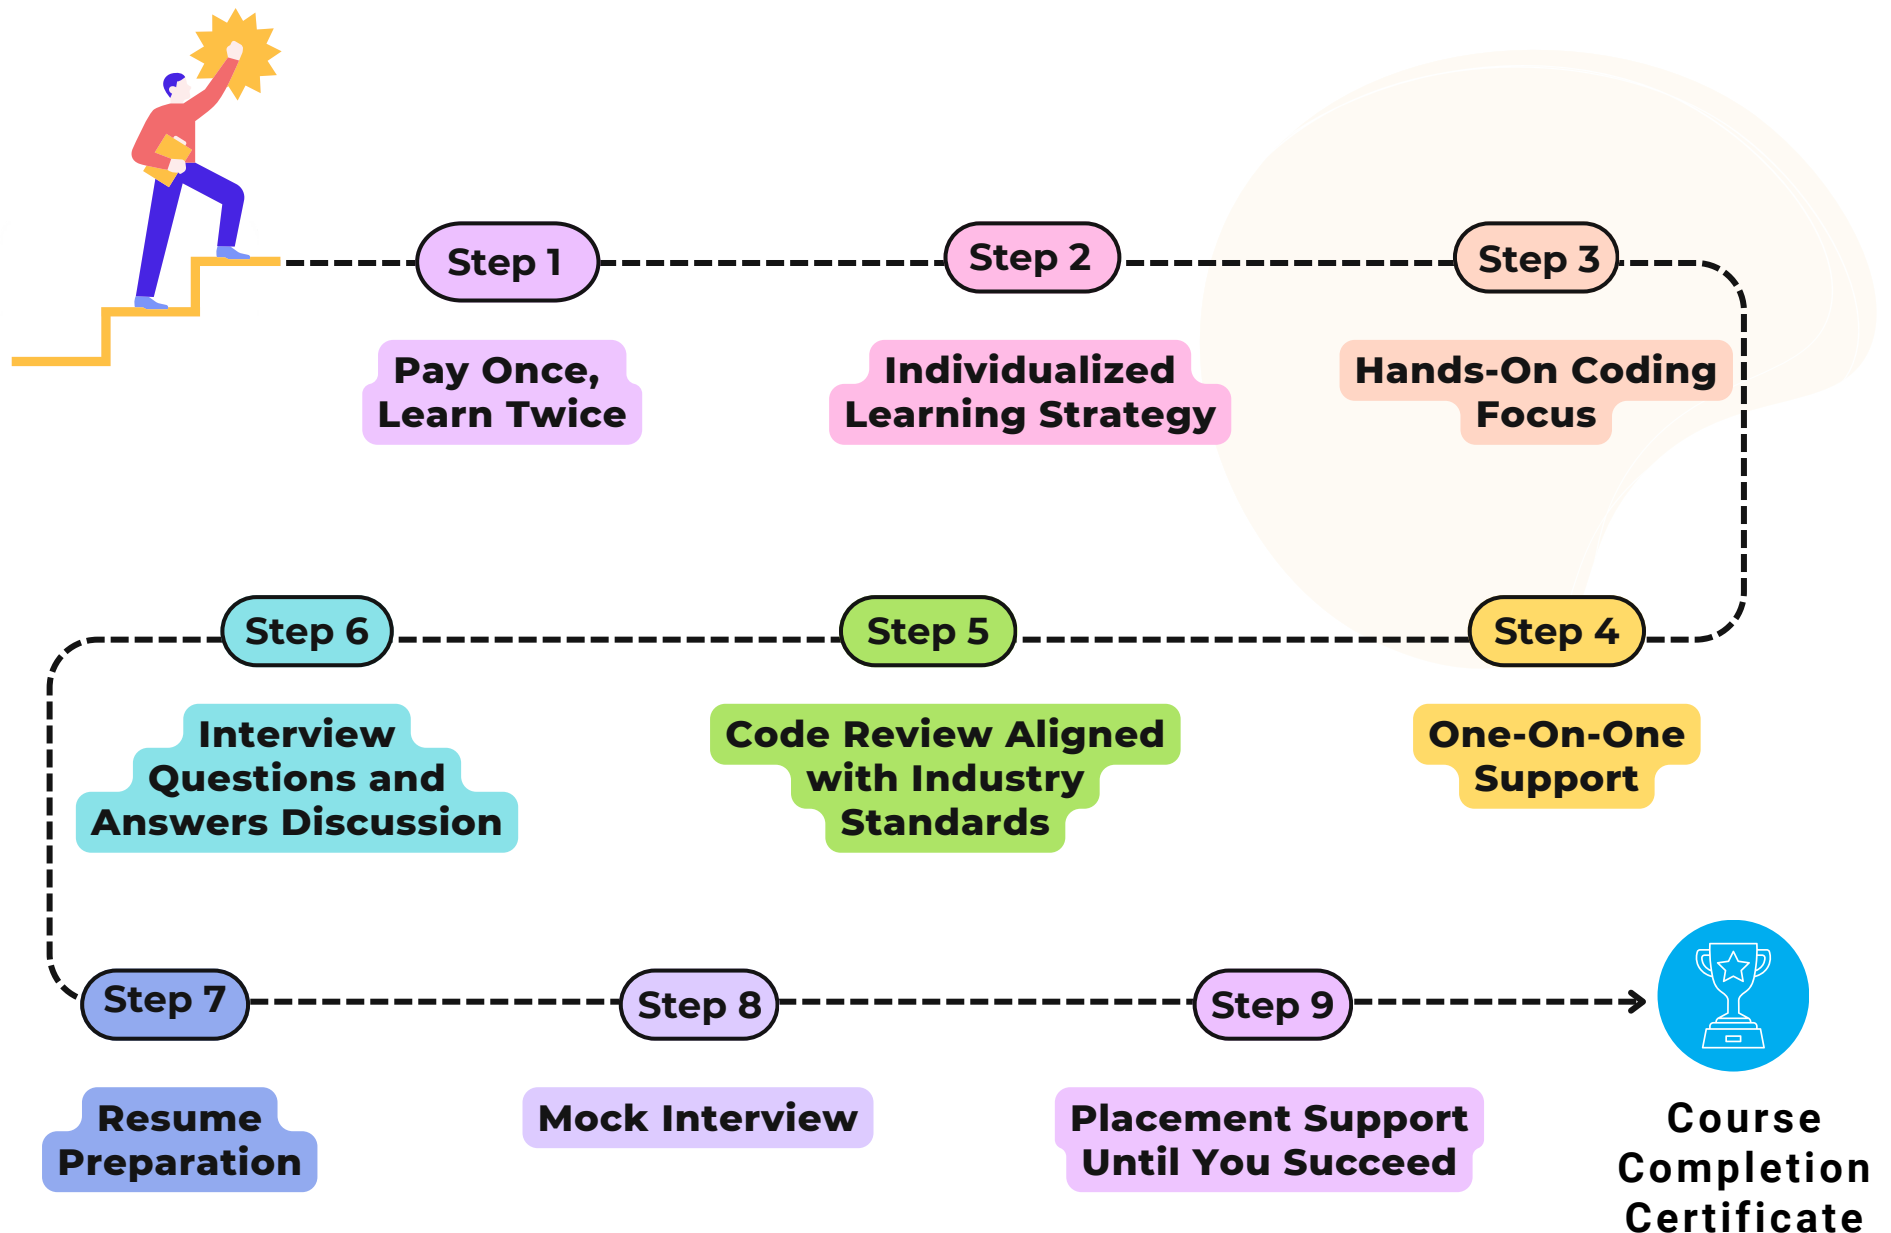 Step 1
Step 2
Step 3
Pay Once,
Learn Twice
Individualized
Learning Strategy
Hands-On Coding
Focus
Step 6
Step 5
Step 4
Interview
Questions and
Answers Discussion
Code Review Aligned
with Industry
Standards
One-On-One
Support
Step 7
Step 8
Step 9
Resume
Preparation
Mock Interview
Placement Support
Until You Succeed
Course
Completion
Certificate